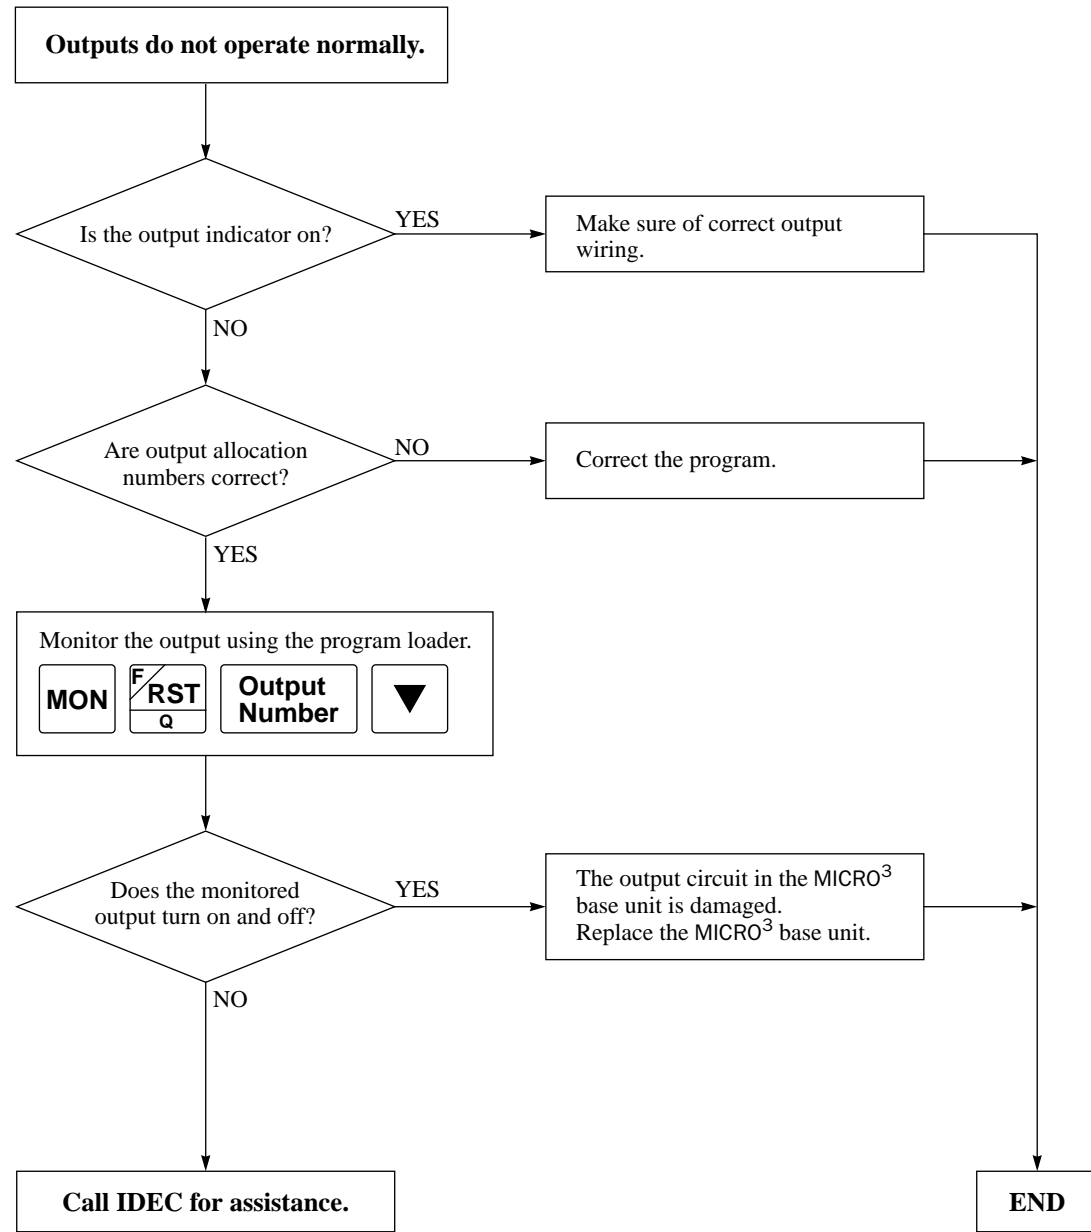 Outputs do not operate normally.
Is the output indicator on?
YES
Make sure of correct output
wiring.
NO
Are output allocation
numbers correct?
NO
Correct the program.
YES
Monitor the output using the program loader.
MON
F
RST
Q
Output
Number
Does the monitored
output turn on and off?
YES
The output circuit in the MICRO³
base unit is damaged.
Replace the MICRO³ base unit.
NO
Call IDEC for assistance.
END